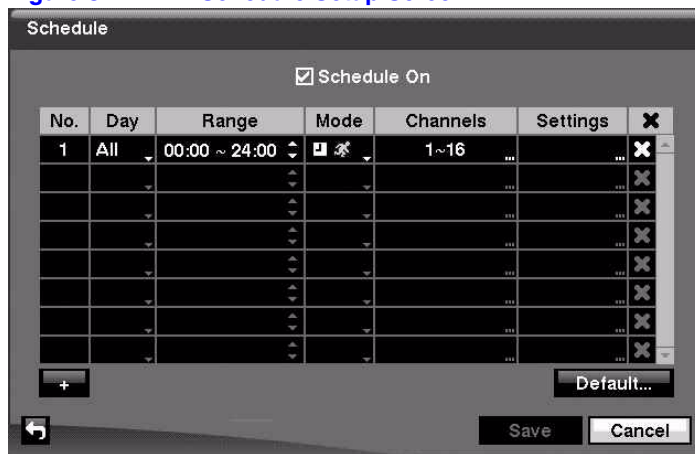 Schedule
Schedule On
No. Day Range Mode Channels Settings
1 All 00:00 ~ 24:00 1~16 ...
+ Default...
Save Cancel